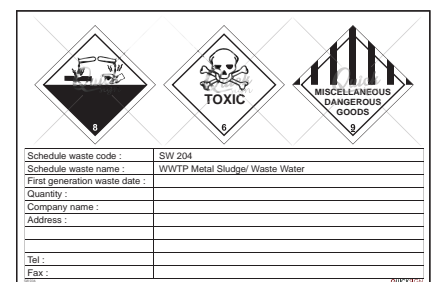 TOXIC
MISCELLANEOUS
DANGEROUS
GOODS
8
6
9
Schedule waste code : SW 204
Schedule waste name : WWTP Metal Sludge/ Waste Water
First generation waste date :
Quantity :
Company name :
Address :
Tel :
Fax :